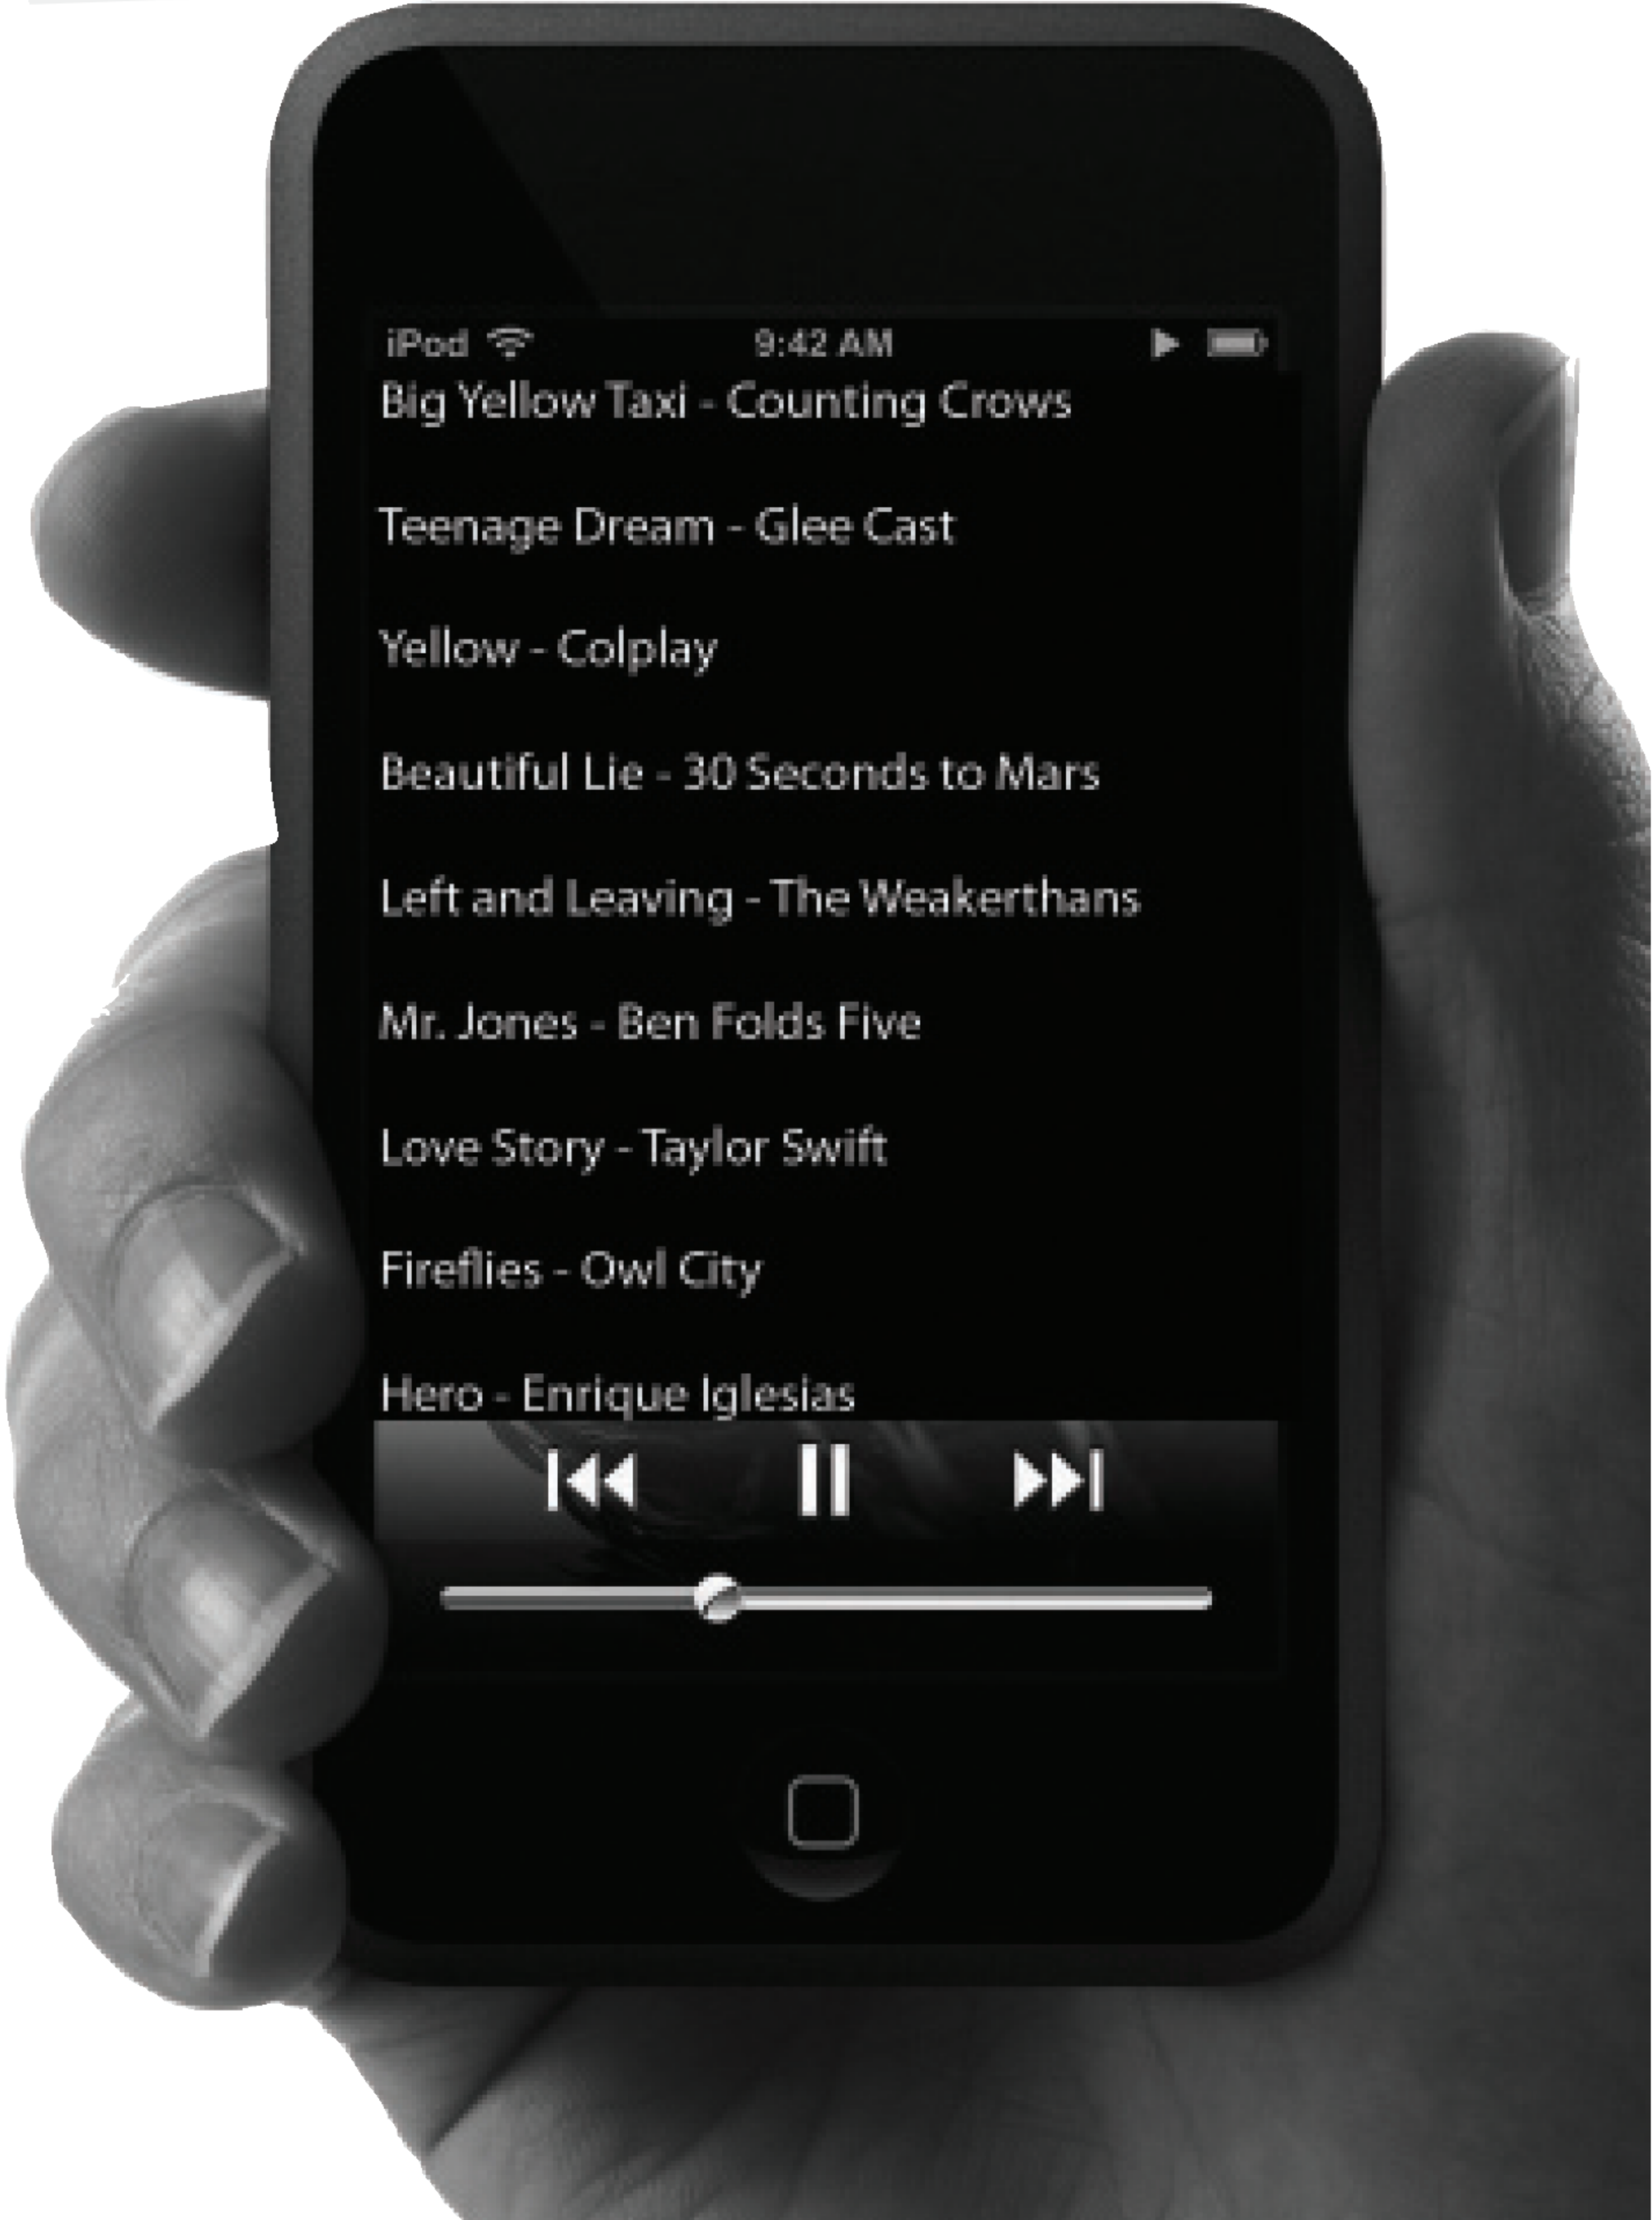 iPod 9:42 AM
Big Yellow Taxi - Counting Crows
Teenage Dream - Glee Cast
Yellow - Colplay
Beautiful Lie - 30 Seconds to Mars
Left and Leaving - The Weakerthans
Mr. Jones - Ben Folds Five
Love Story - Taylor Swift
Fireflies - Owl City
Hero - Enrique Iglesias